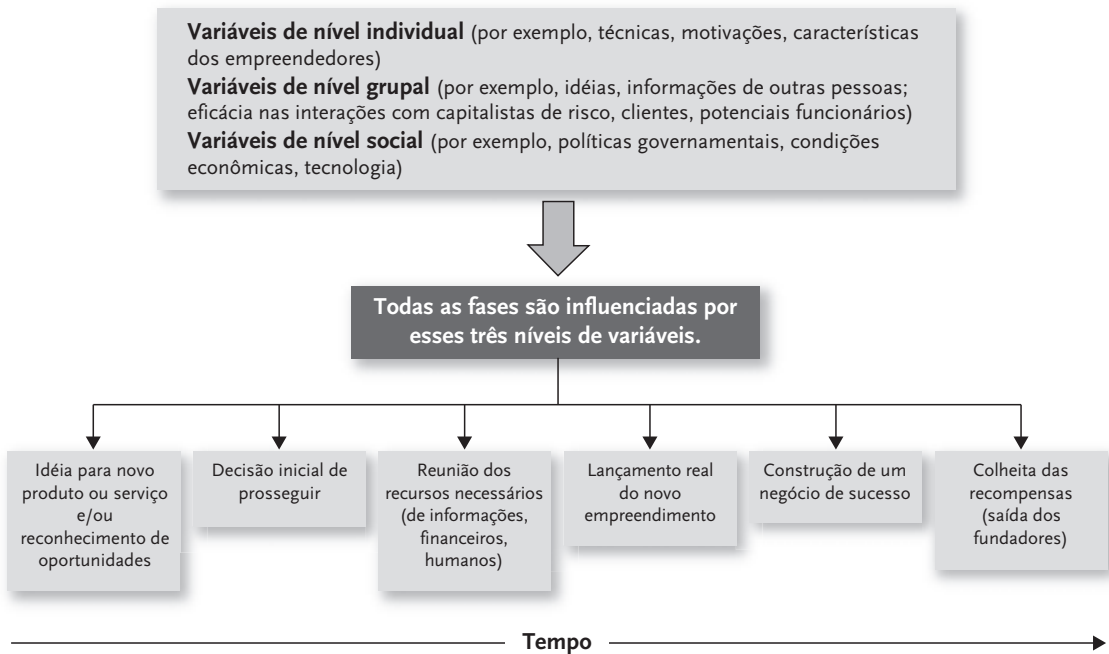 Variáveis de nível individual (por exemplo, técnicas, motivações, características
dos empreendedores)
Variáveis de nível grupal (por exemplo, idéias, informações de outras pessoas;
eficácia nas interações com capitalistas de risco, clientes, potenciais funcionários)
Variáveis de nível social (por exemplo, políticas governamentais, condições
econômicas, tecnologia)
Todas as fases são influenciadas por
esses três níveis de variáveis.
Idéia para novo
produto ou serviço
e/ou
reconhecimento de
oportunidades
Decisão inicial de
prosseguir
Reunião dos
recursos necessários
(de informações,
financeiros,
humanos)
Lançamento real
do novo
empreendimento
Construção de um
negócio de sucesso
Colheita das
recompensas
(saída dos
fundadores)
Tempo